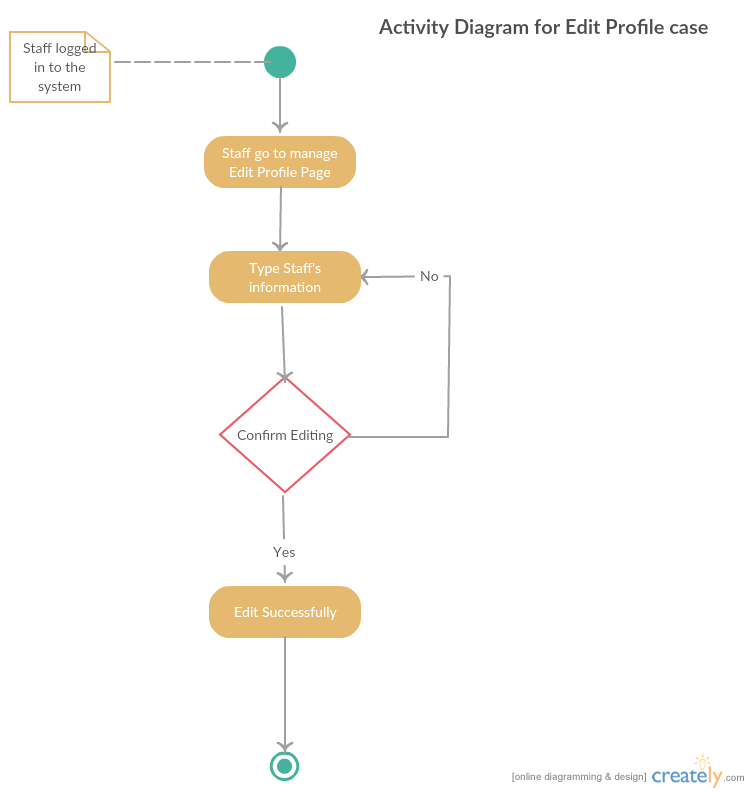 Activity Diagram for Edit Profile case
Staff logged
in to the
system
Staff go to manage
Edit Profile Page
Type Staff's
information
No
Confirm Editing
Yes
Edit Successfully
[online diagramming & design] creately.com